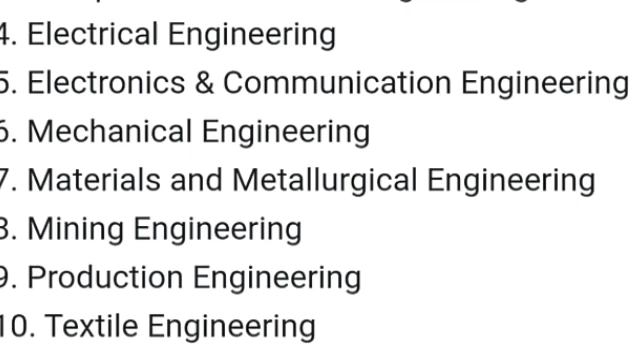 4. Electrical Engineering
5. Electronics & Communication Engineering
6. Mechanical Engineering
7. Materials and Metallurgical Engineering
8. Mining Engineering
9. Production Engineering
10. Textile Engineering